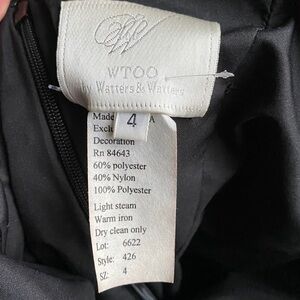 W
WTOO
by Watters & Watters
4
Made A
Decoration
Rn 84643
60% polyester
40% Nylon
100% Polyester
Light steam
Warm iron
Dry clean only
Lot: 6622
Style: 426
SZ: 4